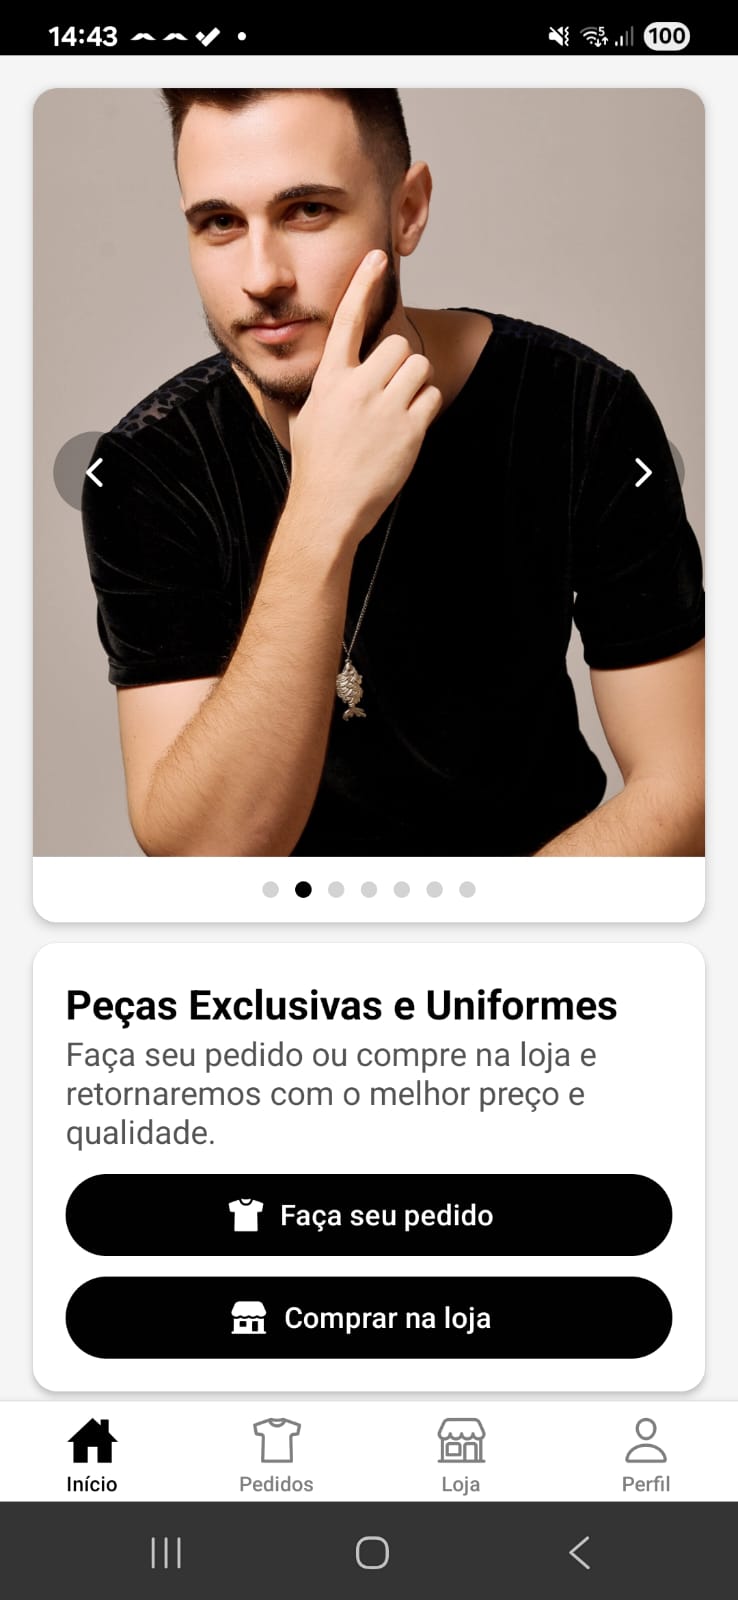 14:43
100
Peças Exclusivas e Uniformes
Faça seu pedido ou compre na loja e
retornaremos com o melhor preço e
qualidade.
Faça seu pedido
Comprar na loja
Início
Pedidos
Loja
Perfil